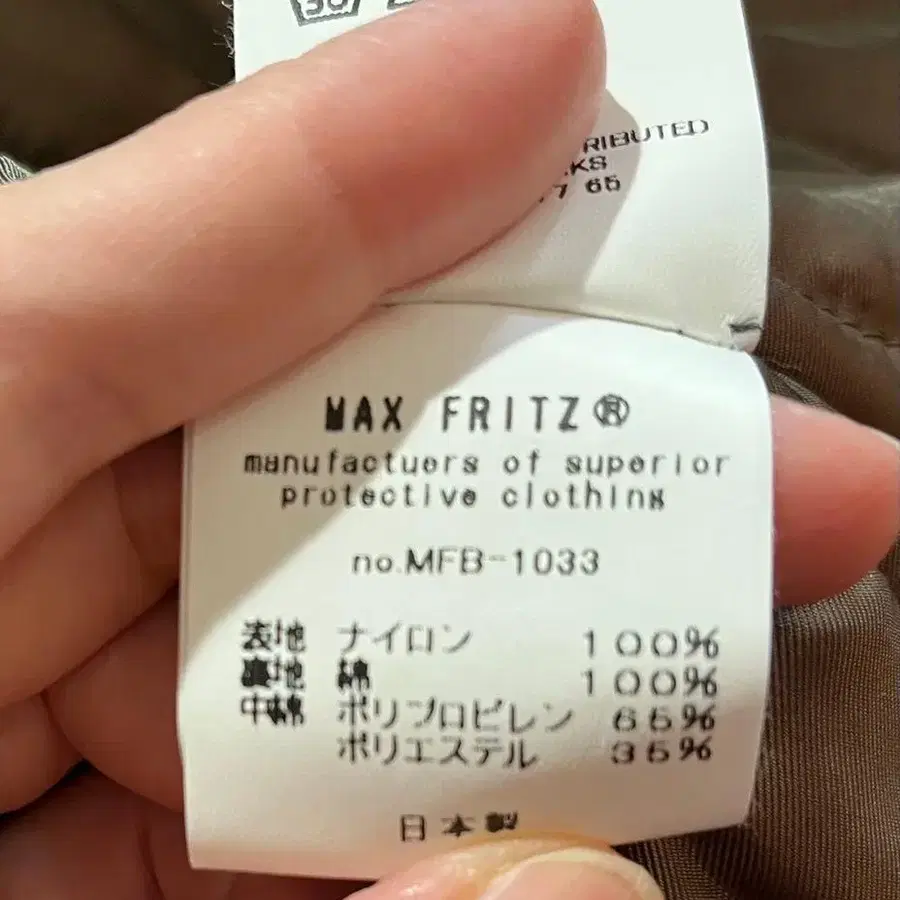 30
RIBUTED
KS
7 65
MAX FRITZ®
manufactuers of superior
protective clothing
no.MFB-1033
表地 ナイロン 100%
裏地 綿 100%
中綿 ポリプロピレン 65%
ポリエステル 35%
日本製